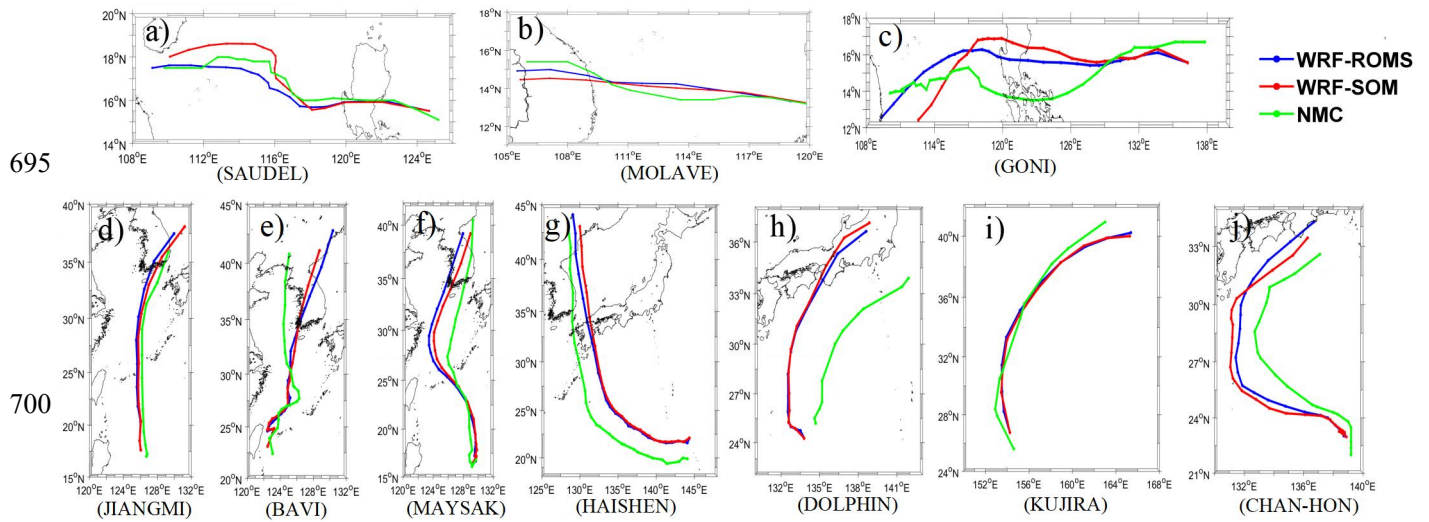 a)
20°N
18°N
16°N
14°N
108°E 112°E 116°E 120°E 124°E
(SAUDEL)
b)
18°N
16°N
14°N
12°N
105°E 108°E 111°E 114°E 117°E 120°E
(MOLAVE)
c)
18°N
16°N
14°N
12°N
108°E 114°E 120°E 126°E 132°E 138°E
(GONI)
WRF-ROMS
WRF-SOM
NMC
695
d)
40°N
35°N
30°N
25°N
20°N
15°N
120°E 124°E 128°E 132°E
(JIANGMI)
e)
45°N
40°N
35°N
30°N
25°N
20°N
120°E 124°E 128°E 132°E
(BAVI)
f)
40°N
35°N
30°N
25°N
20°N
15°N
120°E 124°E 128°E 132°E
(MAYSAK)
g)
45°N
40°N
35°N
30°N
25°N
20°N
125°E 130°E 135°E 140°E 145°E
(HAISHEN)
h)
36°N
33°N
30°N
27°N
24°N
132°E 135°E 138°E 141°E
(DOLPHIN)
i)
40°N
36°N
32°N
28°N
24°N
152°E 156°E 160°E 164°E 168°E
(KUJIRA)
j)
33°N
30°N
27°N
24°N
21°N
132°E 136°E 140°E
(CHAN-HON)
700